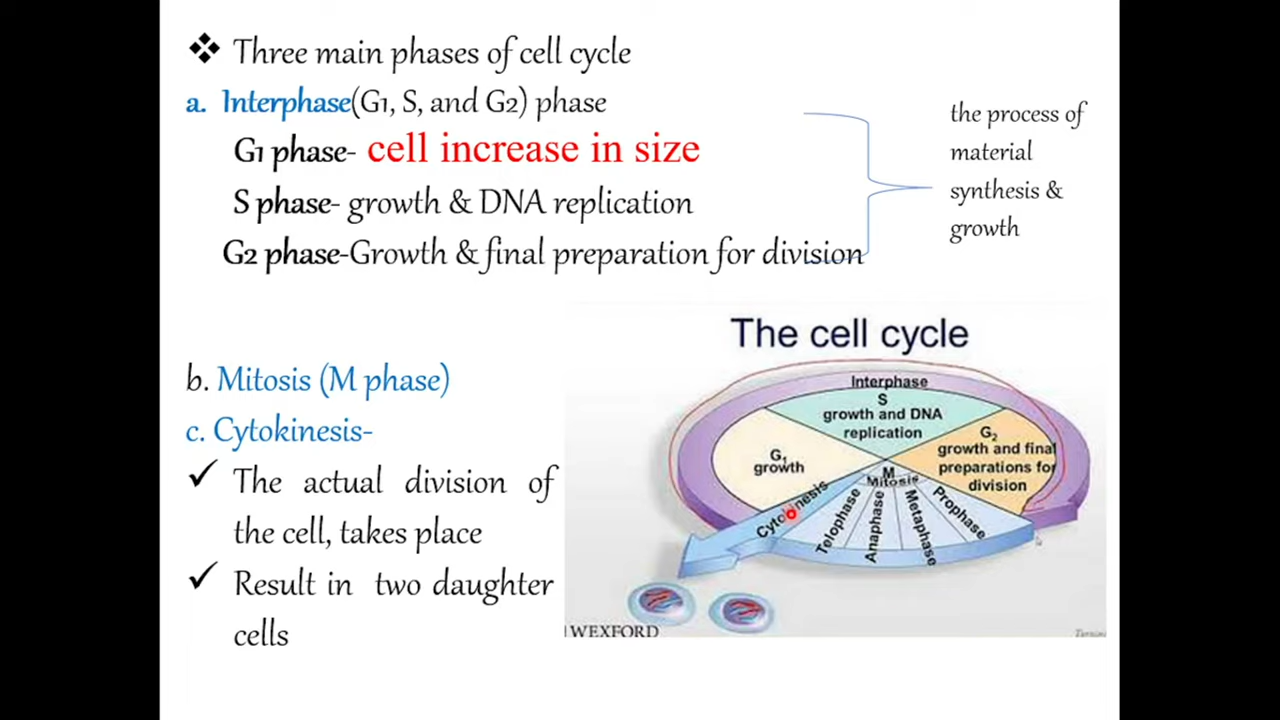 Three main phases of cell cycle
a. Interphase(G1, S, and G2) phase
G1 phase- cell increase in size
S phase- growth & DNA replication
G2 phase-Growth & final preparation for division
the process of
material
synthesis &
growth
b. Mitosis (M phase)
c. Cytokinesis-
The actual division of
the cell, takes place
Result in two daughter
cells
The cell cycle
Interphase
S
growth and DNA
replication
G1
growth
G2
growth and final
preparations for
division
M
Mitosis
Cytokinesis
Telophase
Anaphase
Metaphase
Prophase
WEXFORD